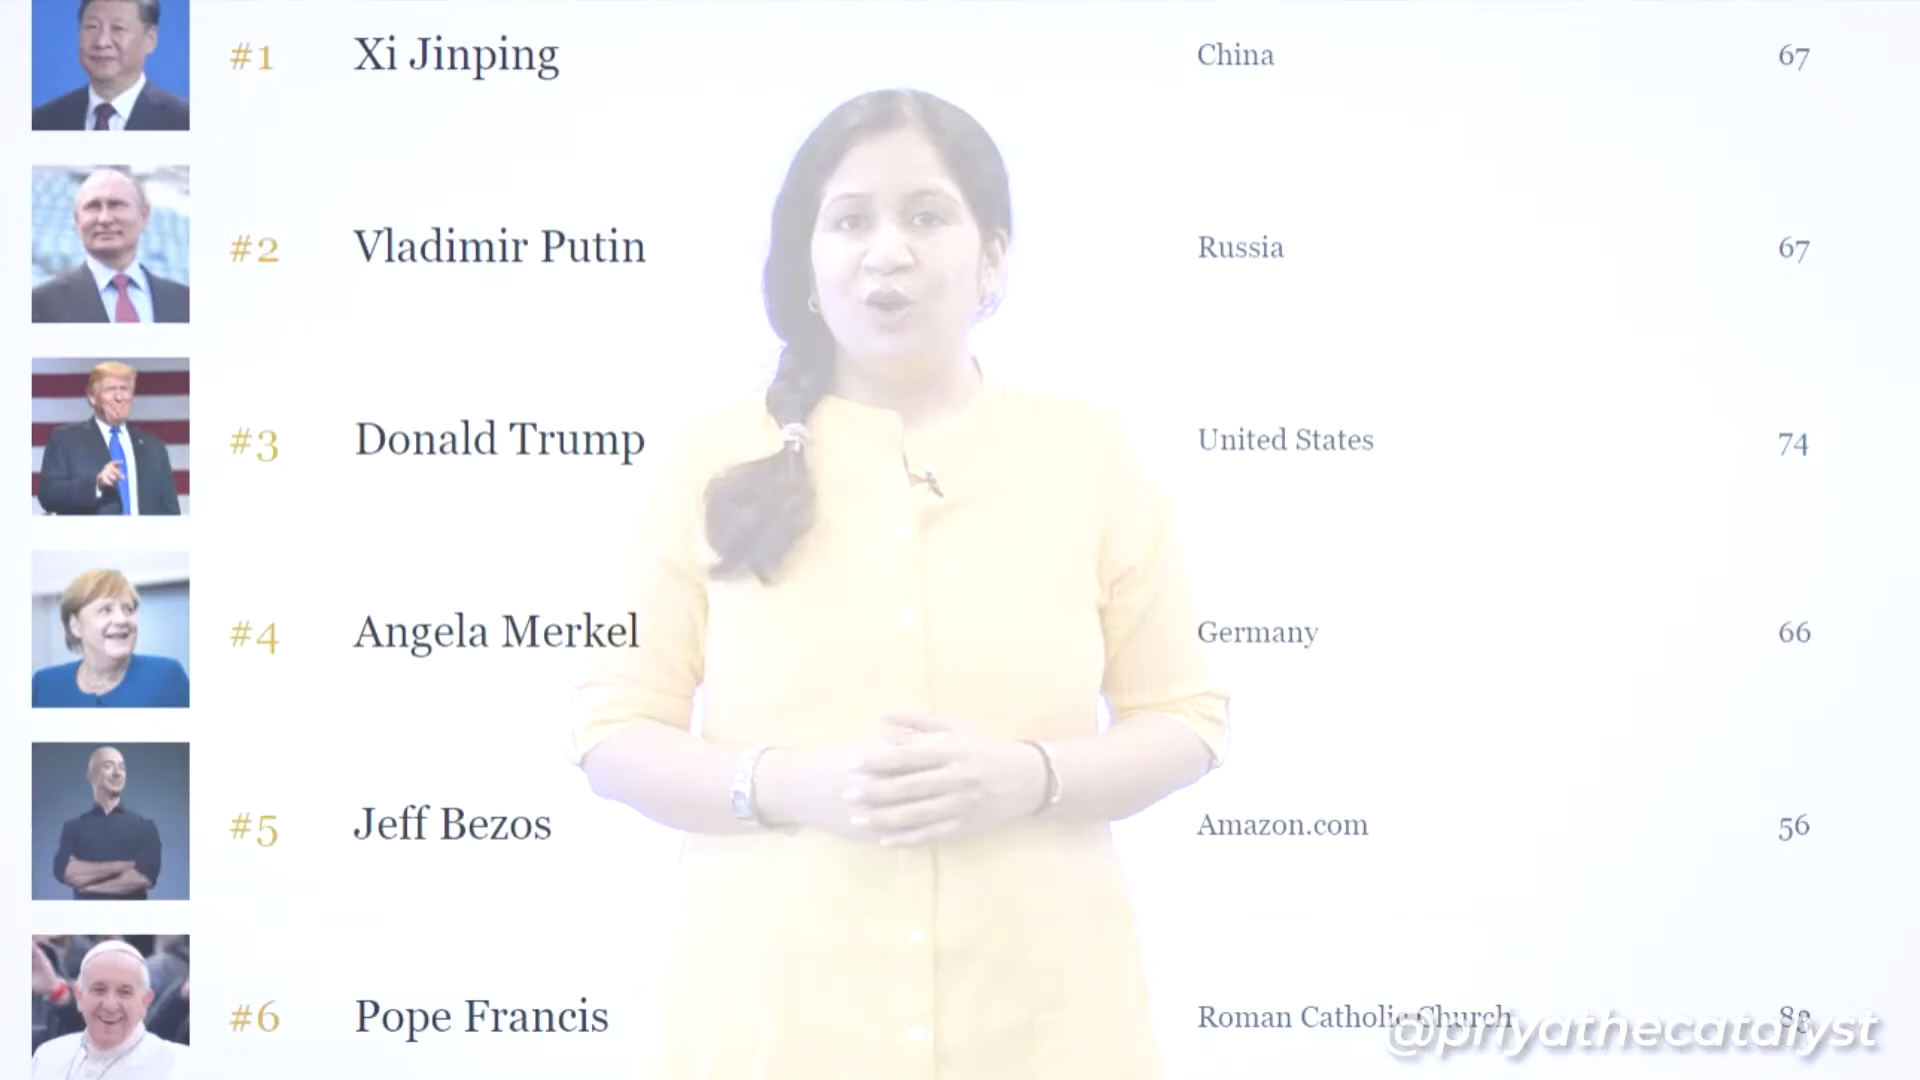 #1 Xi Jinping China 67
#2 Vladimir Putin Russia 67
#3 Donald Trump United States 74
#4 Angela Merkel Germany 66
#5 Jeff Bezos Amazon.com 56
#6 Pope Francis Roman Catholic Church
@priyathecatalyst